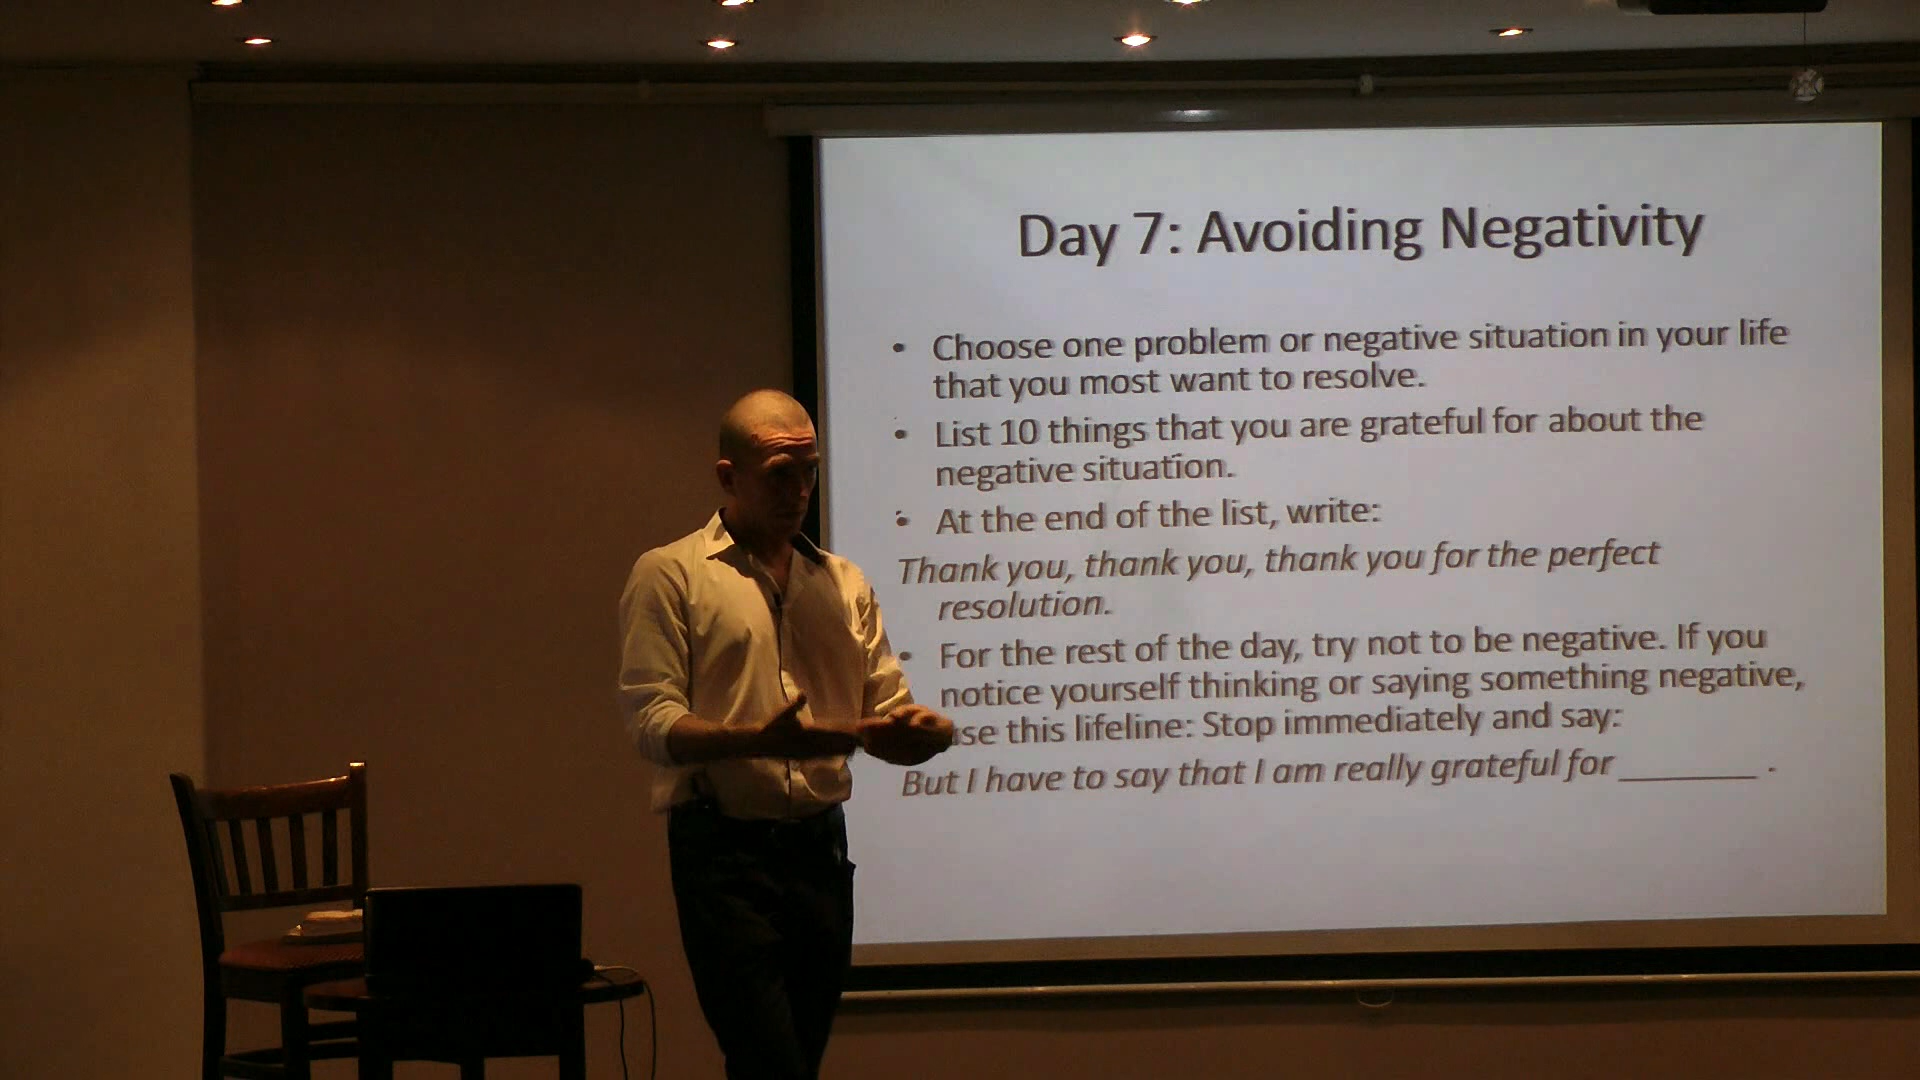 Day 7: Avoiding Negativity
• Choose one problem or negative situation in your life
that you most want to resolve.
• List 10 things that you are grateful for about the
negative situation.
• At the end of the list, write:
Thank you, thank you, thank you for the perfect
resolution.
• For the rest of the day, try not to be negative. If you
notice yourself thinking or saying something negative,
this lifeline: Stop immediately and say:
But I have to say that I am really grateful for ________ .